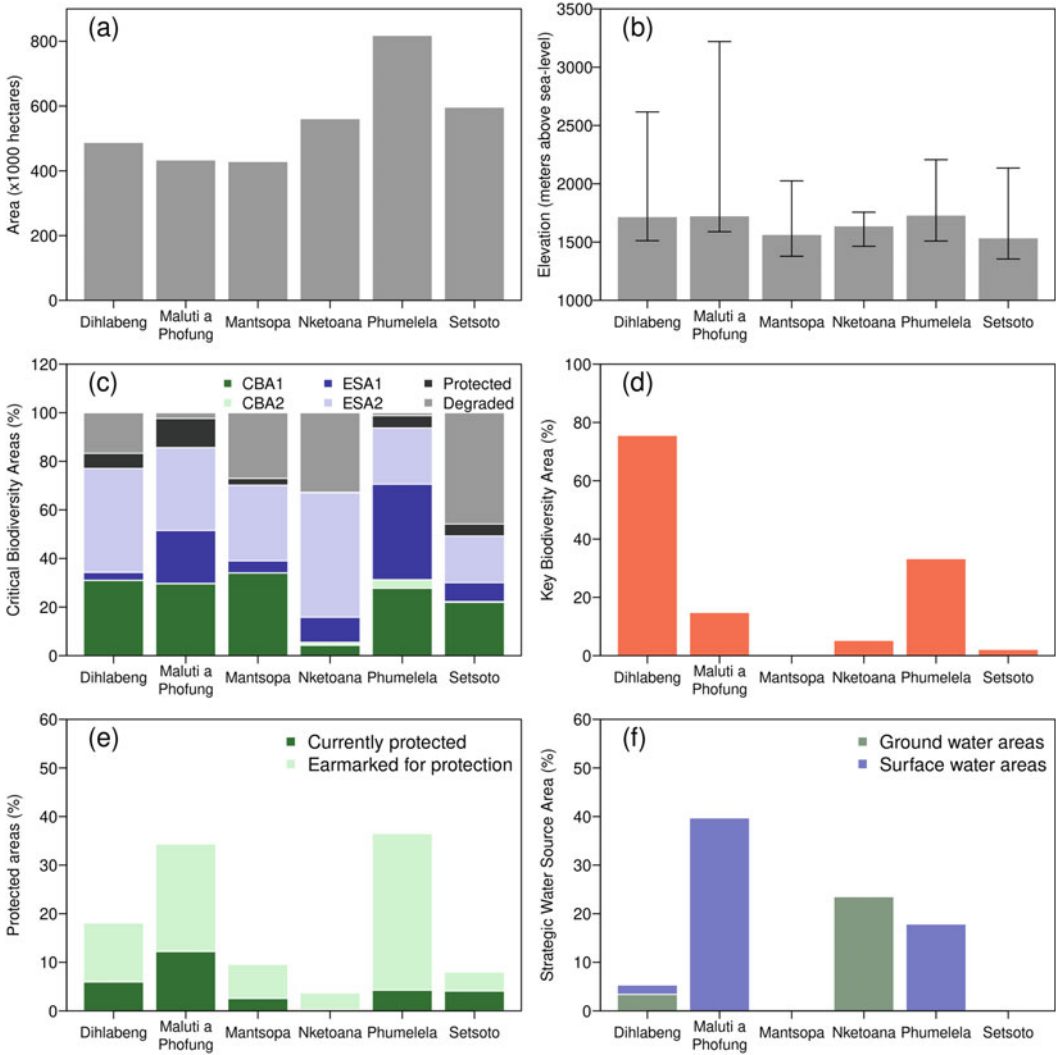 (a)
Area (x1000 hectares)
800
600
400
200
0
Dihlabeng
Maluti a
Phofung
Mantsopa
Nketoana
Phumelela
Setsoto
(b)
Elevation (meters above sea-level)
3500
3000
2500
2000
1500
1000
Dihlabeng
Maluti a
Phofung
Mantsopa
Nketoana
Phumelela
Setsoto
(c)
CBA1
CBA2
ESA1
ESA2
Protected
Degraded
Critical Biodiversity Areas (%)
120
100
80
60
40
20
0
Dihlabeng
Maluti a
Phofung
Mantsopa
Nketoana
Phumelela
Setsoto
(d)
Key Biodiversity Area (%)
100
80
60
40
20
0
Dihlabeng
Maluti a
Phofung
Mantsopa
Nketoana
Phumelela
Setsoto
(e)
Currently protected
Earmarked for protection
Protected areas (%)
60
50
40
30
20
10
0
Dihlabeng
Maluti a
Phofung
Mantsopa
Nketoana
Phumelela
Setsoto
(f)
Ground water areas
Surface water areas
Strategic Water Source Area (%)
60
50
40
30
20
10
0
Dihlabeng
Maluti a
Phofung
Mantsopa
Nketoana
Phumelela
Setsoto